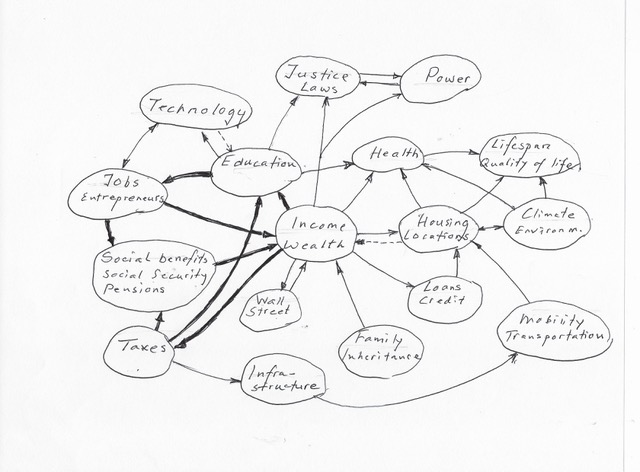 Justice
Laws
Power
Technology
Education
Health
Lifespan
Quality of life
Jobs
Entrepreneurs
Income
Wealth
Housing
Locations
Climate
Environm.
Social benefits
Social Security
Pensions
Wall
Street
Loans
Credit
Taxes
Family
Inheritance
Mobility
Transportation
Infra-
structure